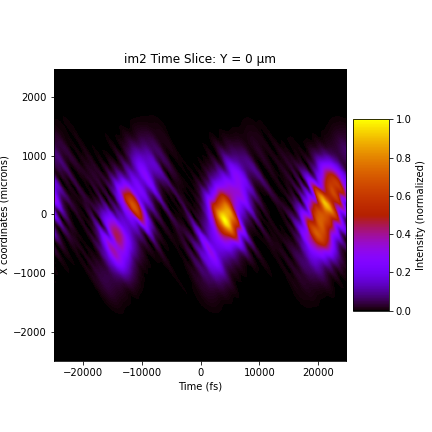 im2 Time Slice: Y = 0 μm
2000
1000
0
−1000
−2000
X coordinates (microns)
−20000 −10000 0 10000 20000
Time (fs)
1.0
0.8
0.6
0.4
0.2
0.0
Intensity (normalized)